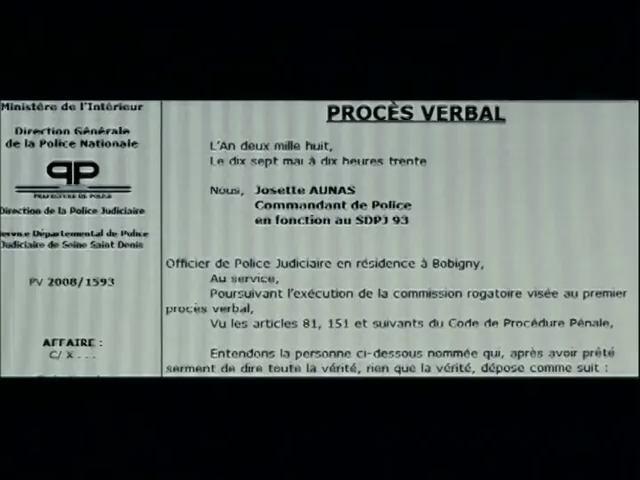 Ministère de l'Intérieur
Direction Générale
de la Police Nationale
PP
PREFECTURE DE POLICE
Direction de la Police Judiciaire
Service Départemental de Police
Judiciaire de Seine Saint Denis
PV 2008/1593
AFFAIRE :
C/ X . . .
PROCÈS VERBAL
L'An deux mille huit,
Le dix sept mai à dix heures trente
Nous, Josette AUNAS
Commandant de Police
en fonction au SDPJ 93
Officier de Police Judiciaire en résidence à Bobigny,
Au service,
Poursuivant l'exécution de la commission rogatoire visée au premier
procès verbal,
Vu les articles 81, 151 et suivants du Code de Procédure Pénale,
Entendons la personne ci-dessous nommée qui, après avoir prêté
serment de dire toute la vérité, rien que la vérité, dépose comme suit :